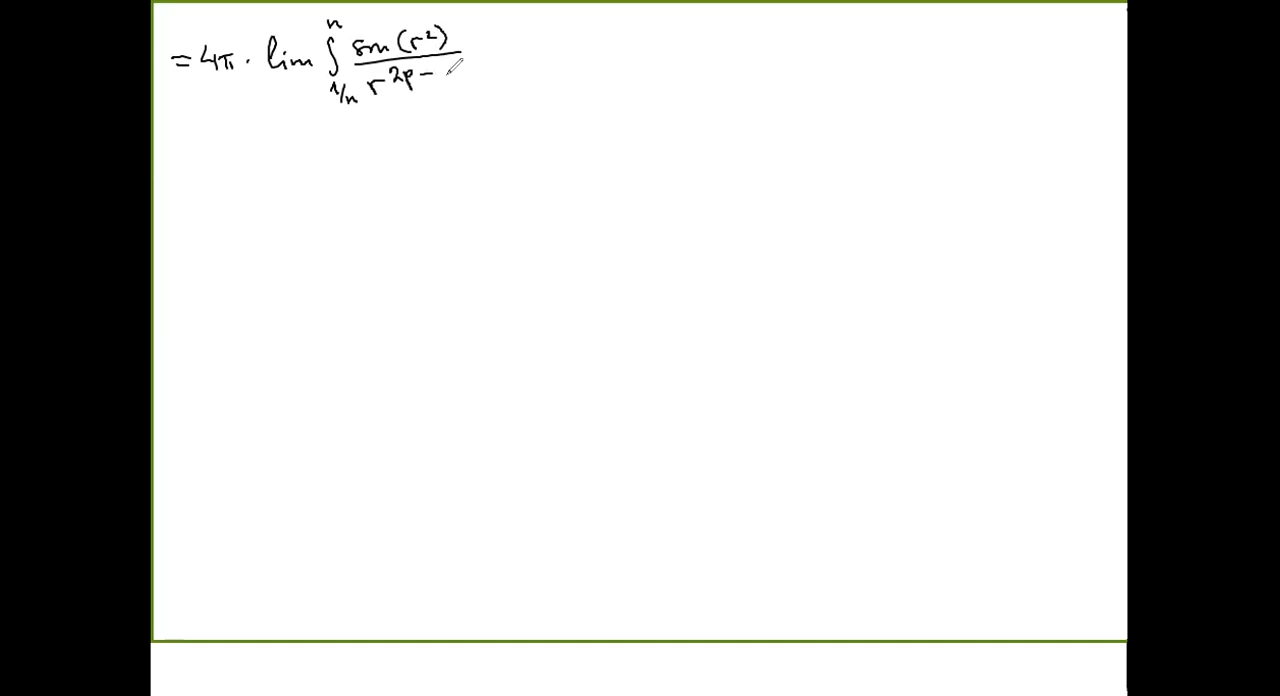 = 4π · lim ∫_{1/n}^{n} sin(r²) / r^{2p-